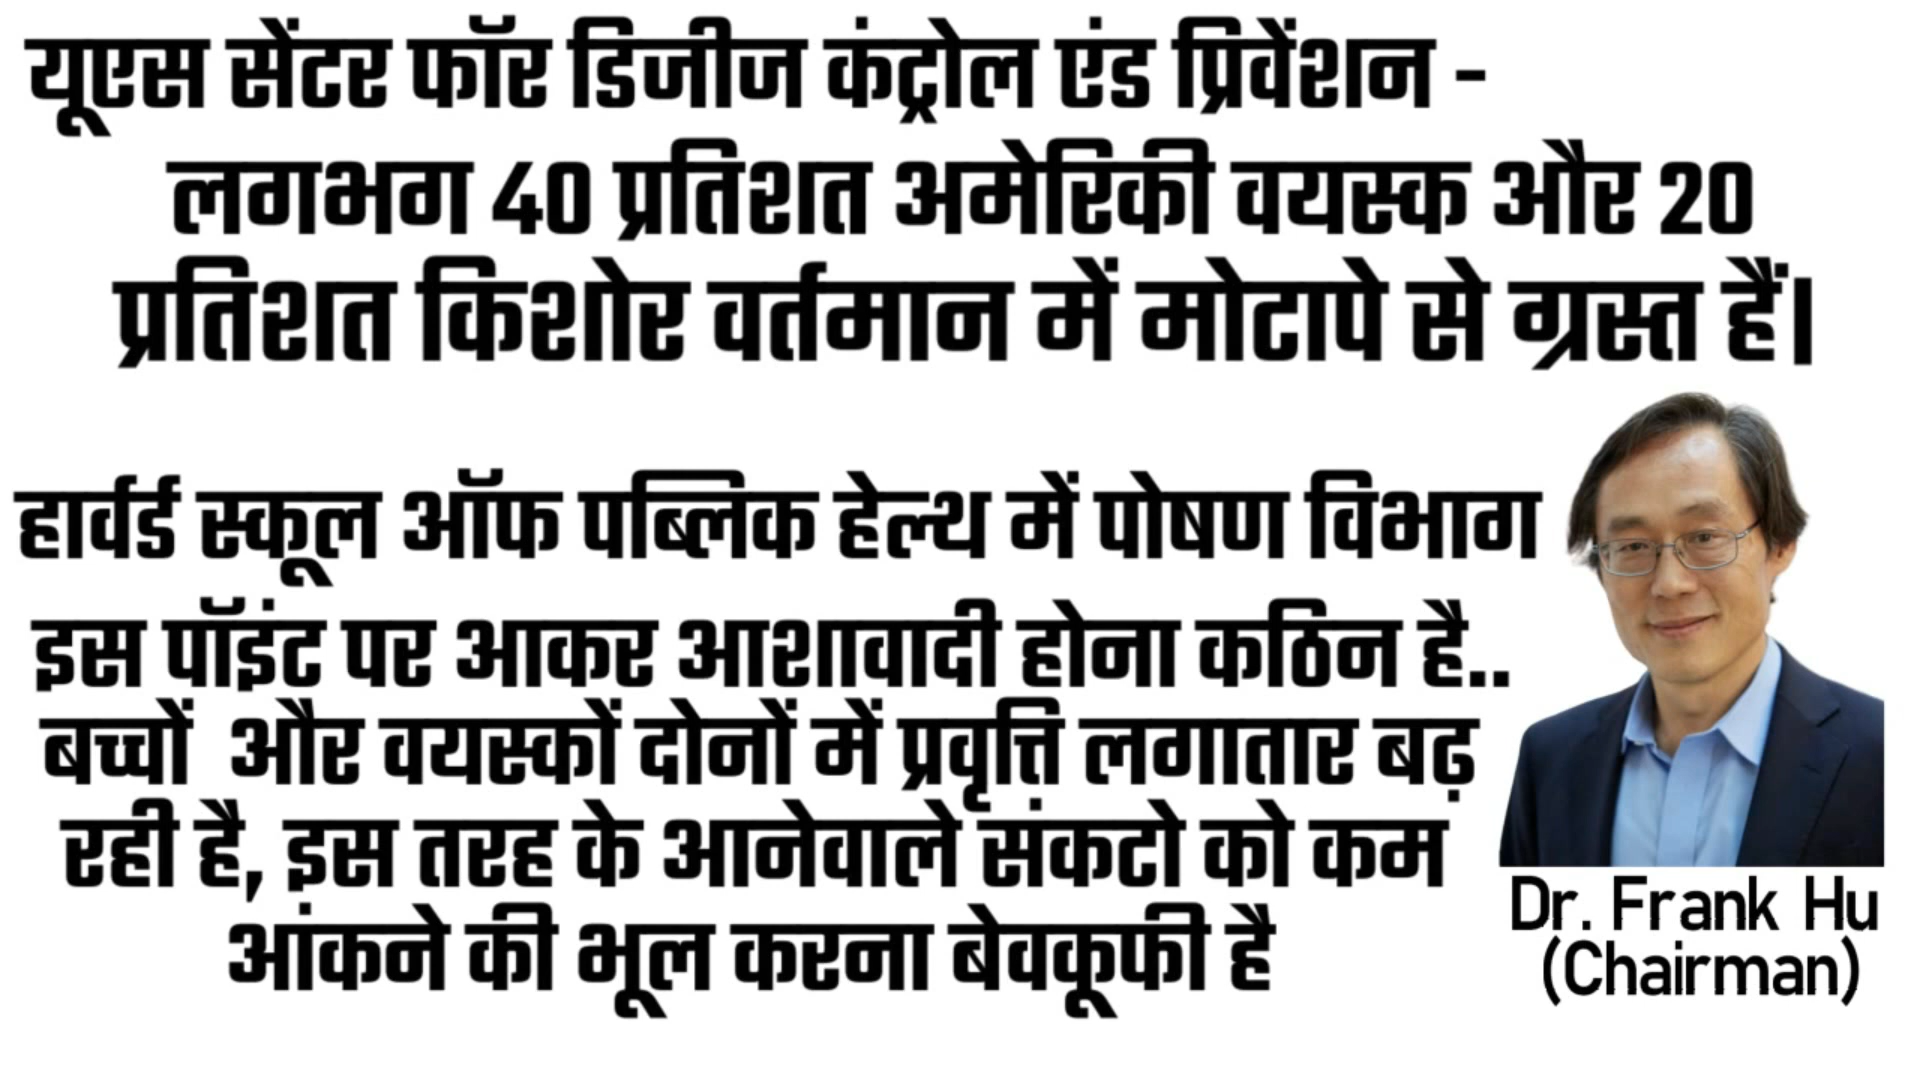 यूएस सेंटर फॉर डिजीज कंट्रोल एंड प्रिवेंशन -
लगभग 40 प्रतिशत अमेरिकी वयस्क और 20
प्रतिशत किशोर वर्तमान में मोटापे से ग्रस्त हैं।
हार्वर्ड स्कूल ऑफ पब्लिक हेल्थ में पोषण विभाग
इस पॉइंट पर आकर आशावादी होना कठिन है..
बच्चों और वयस्कों दोनों में प्रवृत्ति लगातार बढ़
रही है, इस तरह के आनेवाले संकटो को कम
आंकने की भूल करना बेवकूफी है
Dr. Frank Hu
(Chairman)